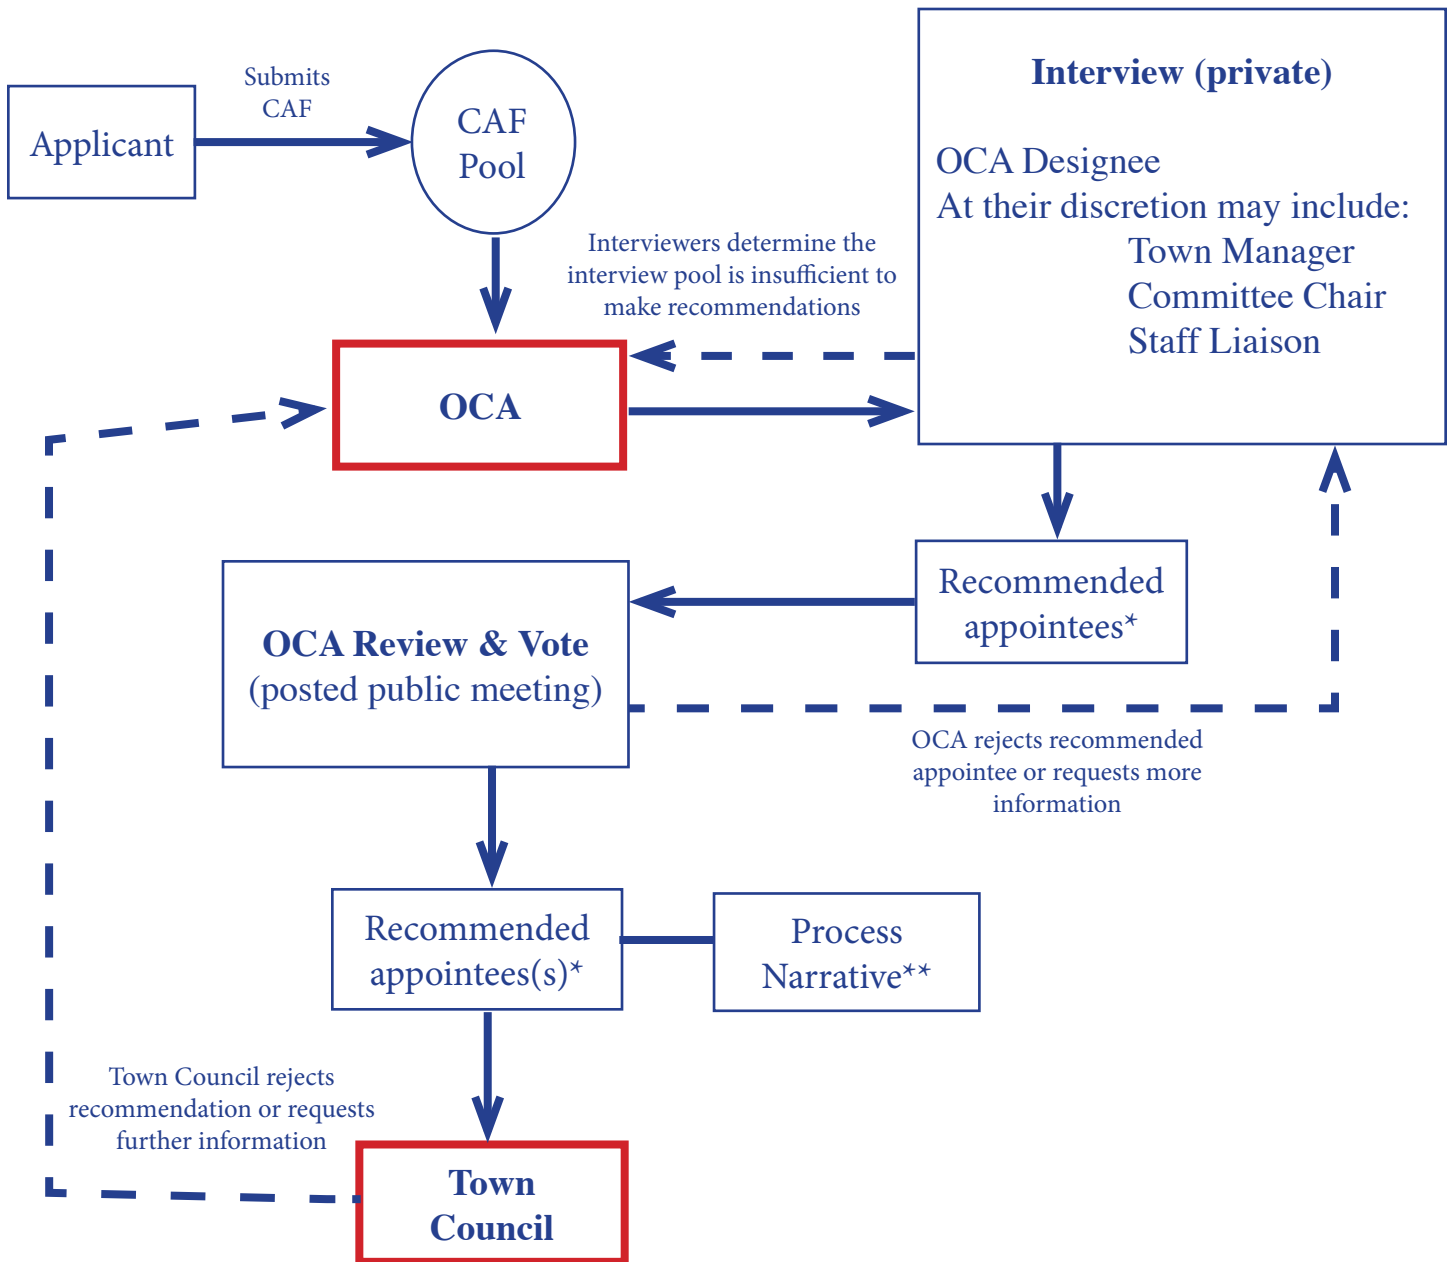 Submits
CAF
Applicant
CAF
Pool
Interview (private)
OCA Designee
At their discretion may include:
Town Manager
Committee Chair
Staff Liaison
Interviewers determine the
interview pool is insufficient to
make recommendations
OCA
Recommended
appointees*
OCA Review & Vote
(posted public meeting)
OCA rejects recommended
appointee or requests more
information
Recommended
appointees(s)*
Process
Narrative**
Town Council rejects
recommendation or requests
further information
Town
Council